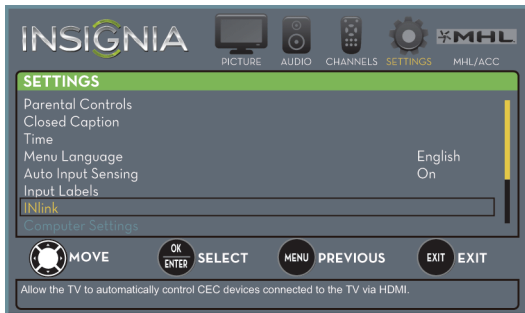 INSIGNIA
PICTURE AUDIO CHANNELS SETTINGS MHL/ACC
MHL
SETTINGS
Parental Controls
Closed Caption
Time
Menu Language English
Auto Input Sensing On
Input Labels
INlink
Computer Settings
MOVE OK ENTER SELECT MENU PREVIOUS EXIT EXIT
Allow the TV to automatically control CEC devices connected to the TV via HDMI.